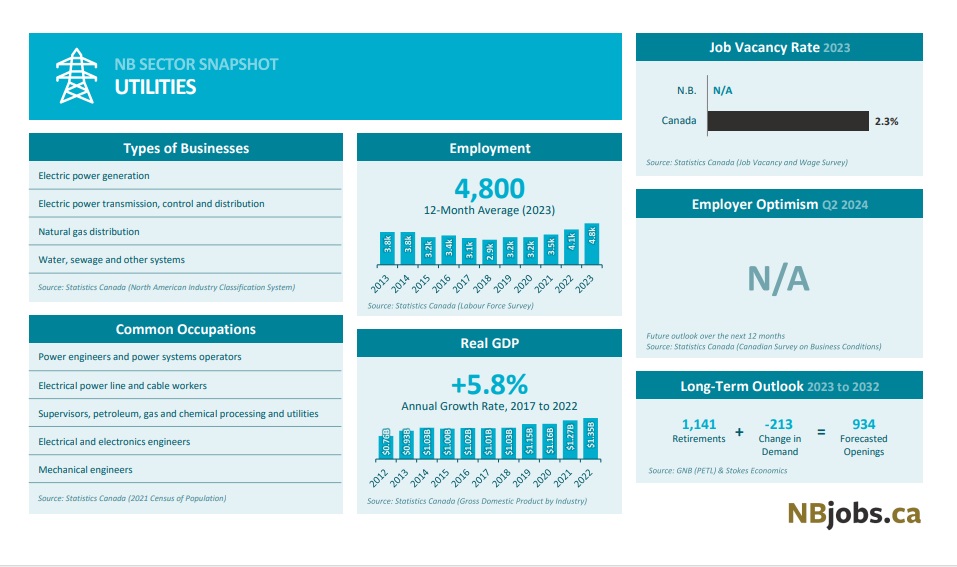 NB SECTOR SNAPSHOT
UTILITIES
Types of Businesses
Electric power generation
Electric power transmission, control and distribution
Natural gas distribution
Water, sewage and other systems
Source: Statistics Canada (North American Industry Classification System)
Common Occupations
Power engineers and power systems operators
Electrical power line and cable workers
Supervisors, petroleum, gas and chemical processing and utilities
Electrical and electronics engineers
Mechanical engineers
Source: Statistics Canada (2021 Census of Population)
Employment
4,800
12-Month Average (2023)
3.8k 3.8k 3.2k 3.4k 3.1k 2.9k 3.2k 3.2k 3.5k 4.1k 4.8k
2013 2014 2015 2016 2017 2018 2019 2020 2021 2022 2023
Source: Statistics Canada (Labour Force Survey)
Real GDP
+5.8%
Annual Growth Rate, 2017 to 2022
$0.76B $0.93B $1.03B $1.00B $1.02B $1.01B $1.03B $1.15B $1.16B $1.27B $1.35B
2012 2013 2014 2015 2016 2017 2018 2019 2020 2021 2022
Source: Statistics Canada (Gross Domestic Product by Industry)
Job Vacancy Rate 2023
N.B. N/A
Canada 2.3%
Source: Statistics Canada (Job Vacancy and Wage Survey)
Employer Optimism Q2 2024
N/A
Future outlook over the next 12 months
Source: Statistics Canada (Canadian Survey on Business Conditions)
Long-Term Outlook 2023 to 2032
1,141 + -213 = 934
Retirements Change in Forecasted
Demand Openings
Source: GNB (PETL) & Stokes Economics
NBjobs.ca